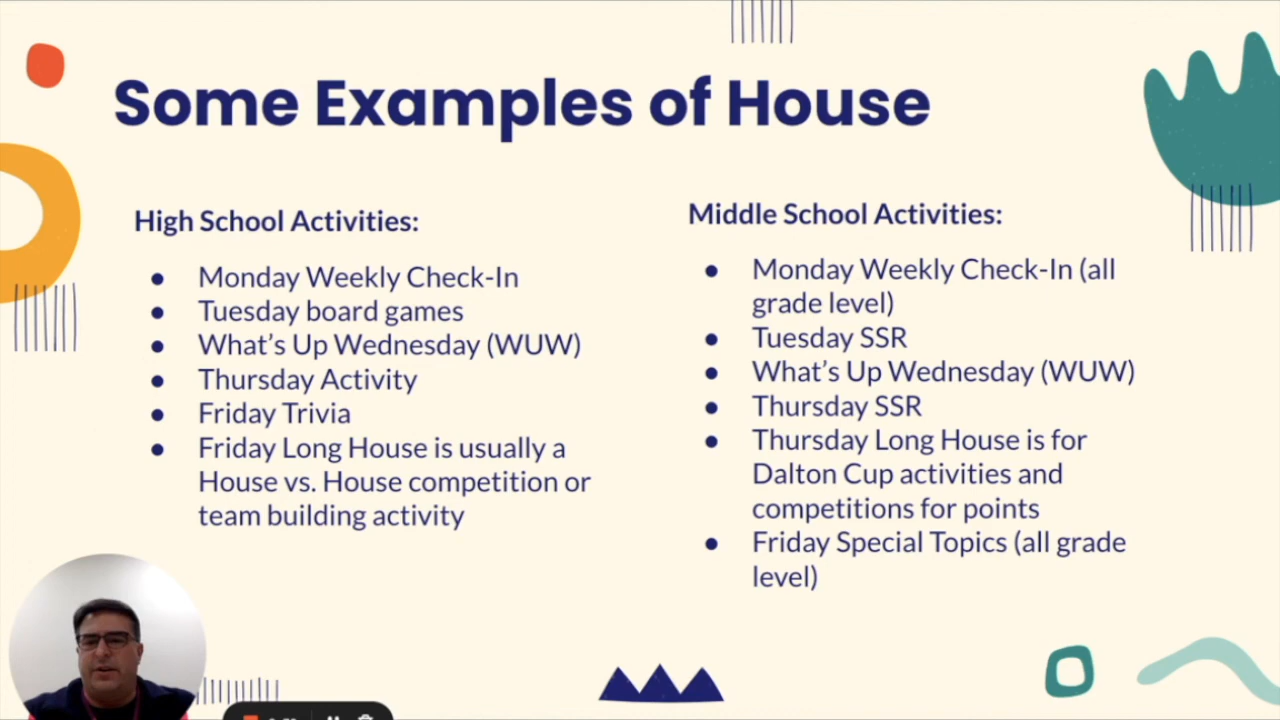 Some Examples of House
High School Activities:
● Monday Weekly Check-In
● Tuesday board games
● What's Up Wednesday (WUW)
● Thursday Activity
● Friday Trivia
● Friday Long House is usually a
House vs. House competition or
team building activity
Middle School Activities:
● Monday Weekly Check-In (all
grade level)
● Tuesday SSR
● What's Up Wednesday (WUW)
● Thursday SSR
● Thursday Long House is for
Dalton Cup activities and
competitions for points
● Friday Special Topics (all grade
level)